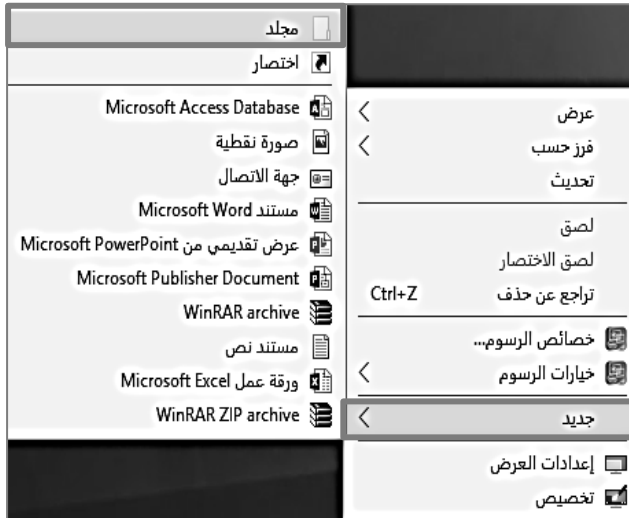 عرض
فرز حسب
تحديث
لصق
لصق الاختصار
تراجع عن حذف Ctrl+Z
خصائص الرسوم...
خيارات الرسوم
جديد
إعدادات العرض
تخصيص
مجلد
اختصار
Microsoft Access Database
صورة نقطية
جهة الاتصال
مستند Microsoft Word
عرض تقديمي من Microsoft PowerPoint
Microsoft Publisher Document
WinRAR archive
مستند نص
ورقة عمل Microsoft Excel
WinRAR ZIP archive